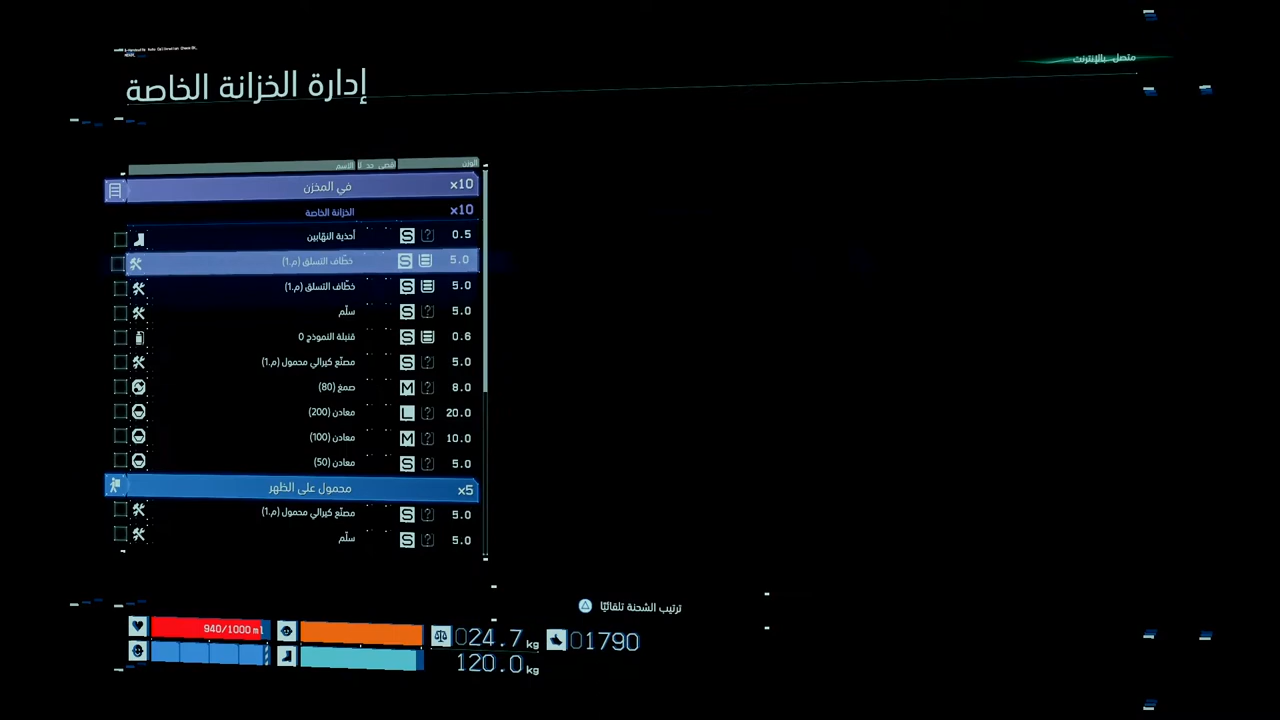 متصل بالإنترنت
إدارة الخزانة الخاصة
الاسم الوزن
في المخزن x10
الخزانة الخاصة x10
أحذية النهّابين S ? 0.5
خطّاف التسلق (م.1) S 5.0
خطّاف التسلق (م.1) S 5.0
سلّم S ? 5.0
قنبلة النموذج 0 S 0.6
مصنّع كيرالي محمول (م.1) S ? 5.0
صمغ (80) M ? 8.0
معادن (200) L ? 20.0
معادن (100) M ? 10.0
معادن (50) S ? 5.0
محمول على الظهر x5
مصنّع كيرالي محمول (م.1) S ? 5.0
سلّم S ? 5.0
ترتيب الشحنة تلقائيًا
940/1000 ml
024.7 kg
120.0 kg
01790